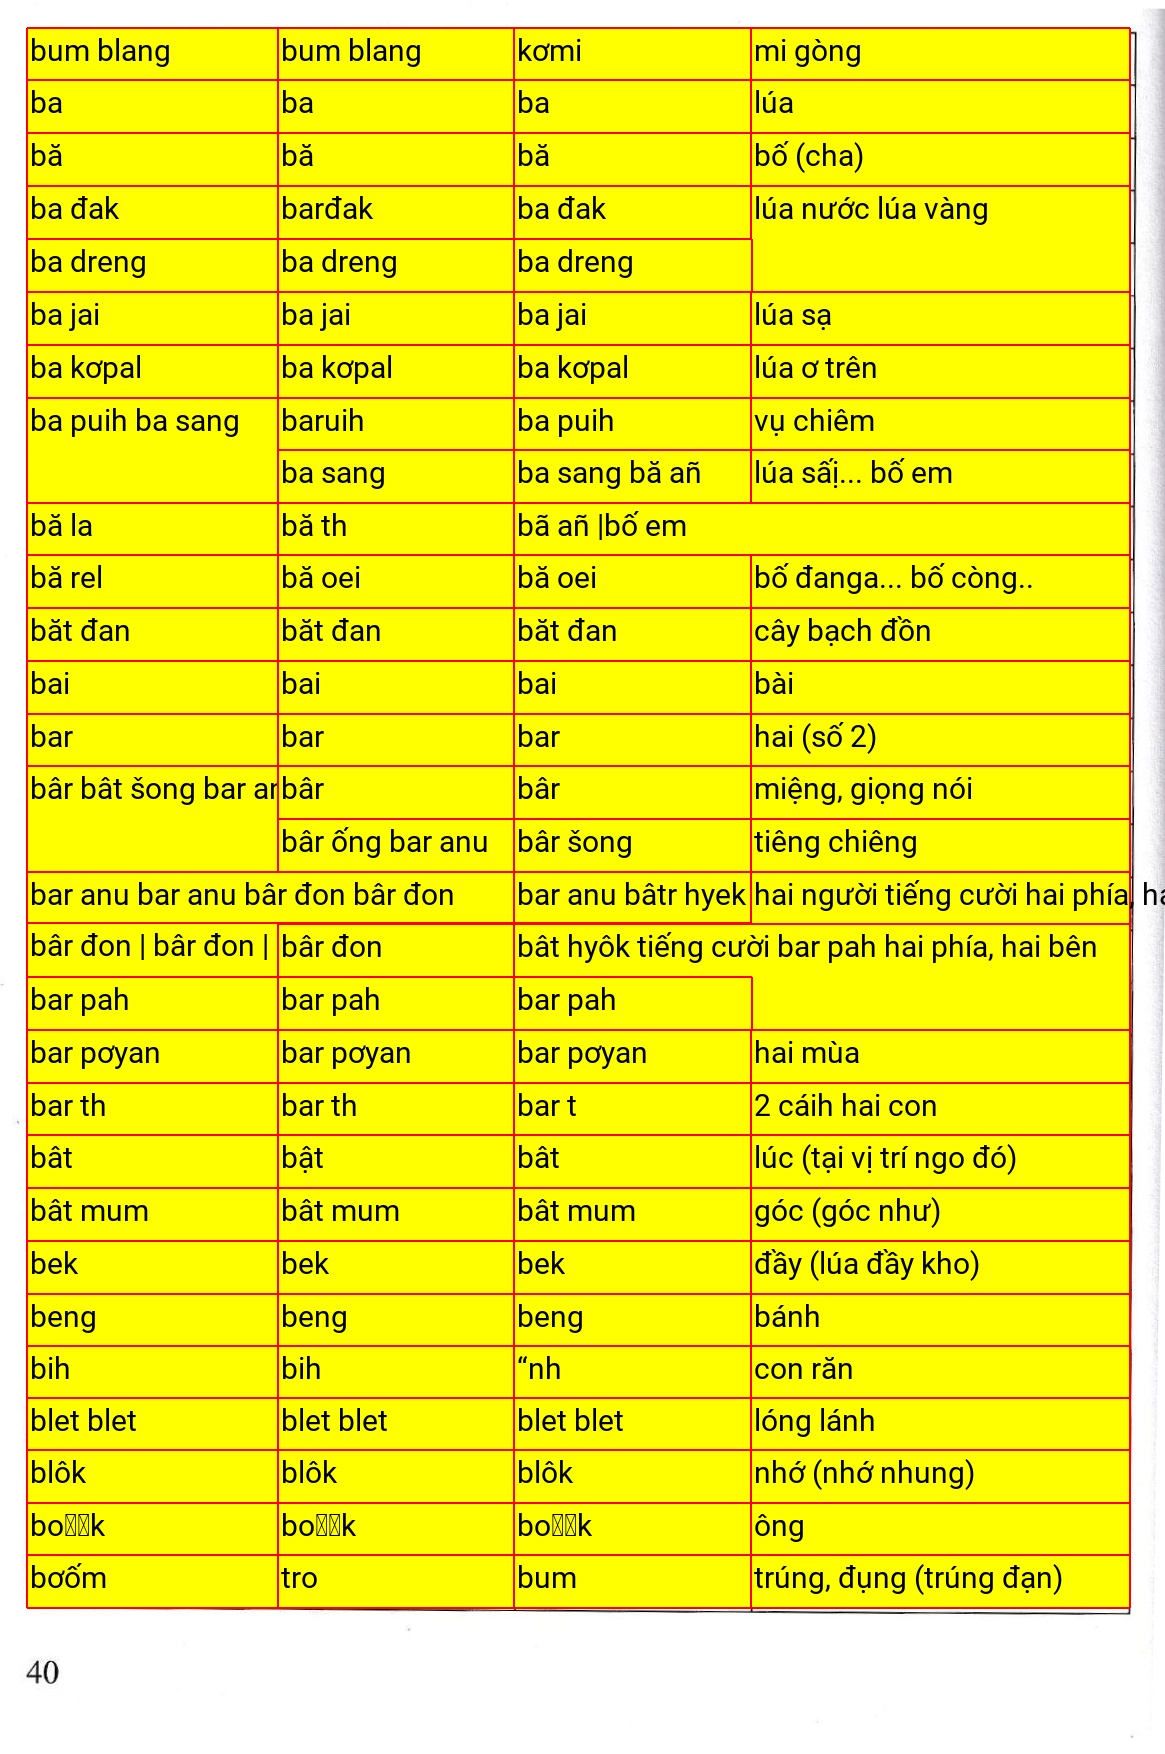 bum blang bum blang kơmi mi gòng
ba ba ba lúa
bă bă bă bố (cha)
ba đak barđak ba đak lúa nước lúa vàng
ba dreng ba dreng ba dreng
ba jai ba jai ba jai lúa sạ
ba kơpal ba kơpal ba kơpal lúa ơ trên
ba puih ba sang baruih ba puih vụ chiêm
ba sang ba sang bă añ lúa sấị... bố em
bă la bă th bã añ |bố em
bă rel bă oei bă oei bố đanga... bố còng..
băt đan băt đan băt đan cây bạch đồn
bai bai bai bài
bar bar bar hai (số 2)
bâr bât šong bar bâr bâr miệng, giọng nói
bâr ống bar anu bâr šong tiêng chiêng
bar anu bar anu bâr đon bâr đon bar anu bâtr hyek hai người tiếng cười hai phía,
bâr đon | bâr đon | bâr đon bât hyôk tiếng cười bar pah hai phía, hai bên
bar pah bar pah bar pah
bar pơyan bar pơyan bar pơyan hai mùa
bar th bar th bar t 2 cáih hai con
bât bật bât lúc (tại vị trí ngo đó)
bât mum bât mum bât mum góc (góc như)
bek bek bek đầy (lúa đầy kho)
beng beng beng bánh
bih bih “nh con răn
blet blet blet blet blet blet lóng lánh
blôk blôk blôk nhớ (nhớ nhung)
ông
bơốm tro bum trúng, đụng (trúng đạn)
40